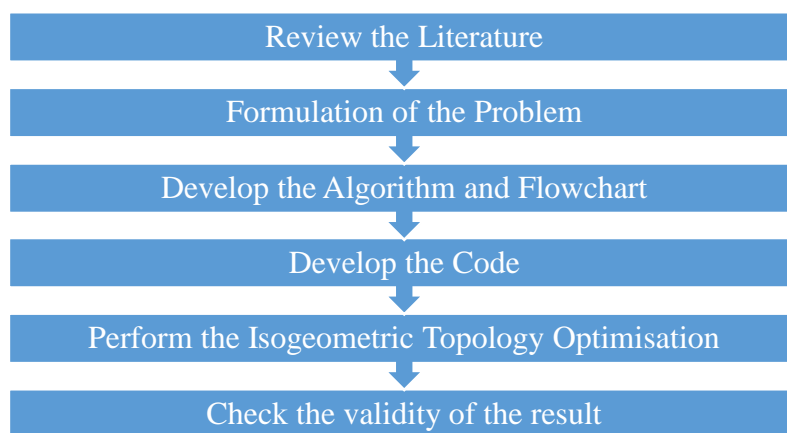 Review the Literature
Formulation of the Problem
Develop the Algorithm and Flowchart
Develop the Code
Perform the Isogeometric Topology Optimisation
Check the validity of the result